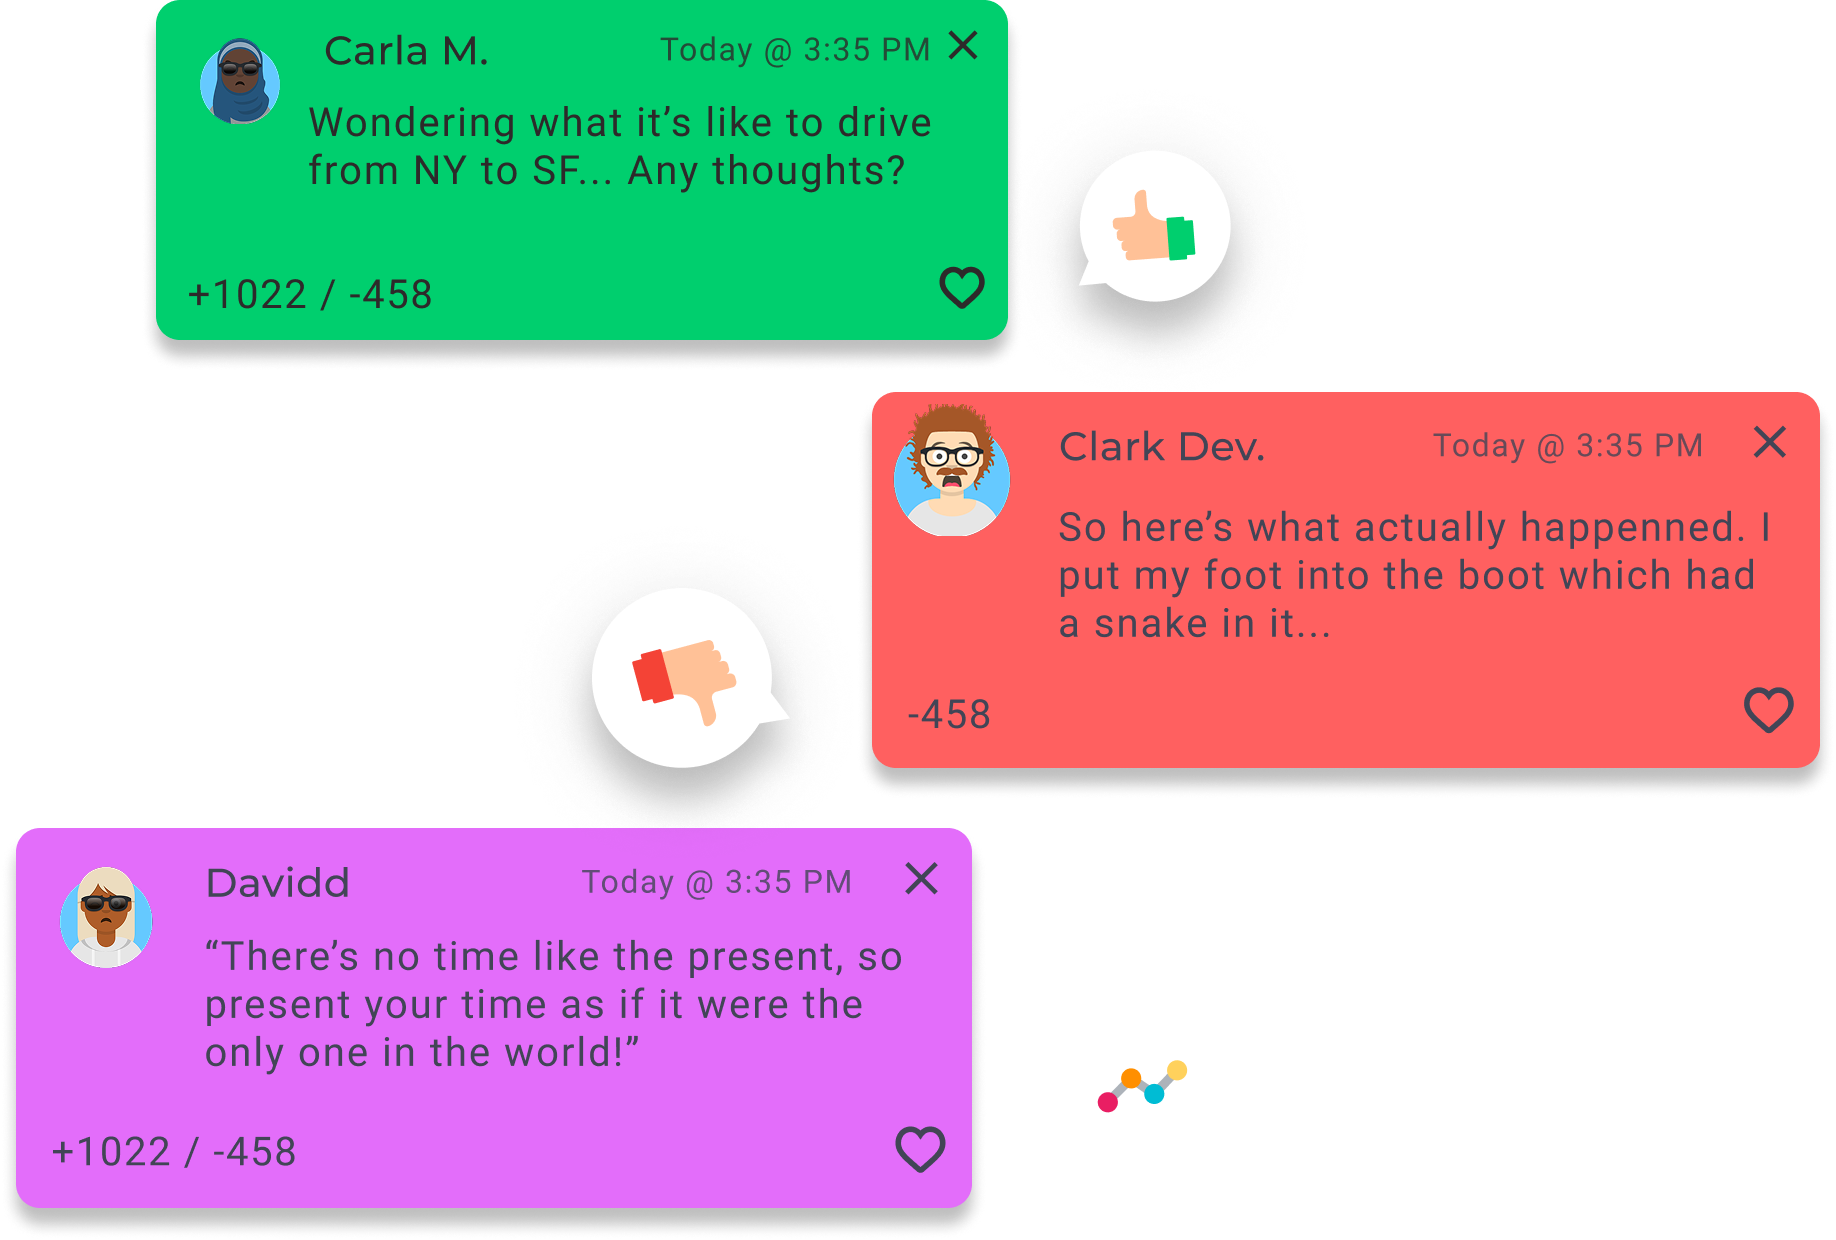 Carla M.
Today @ 3:35 PM
Wondering what it’s like to drive
from NY to SF... Any thoughts?
+1022 / -458
Clark Dev.
Today @ 3:35 PM
So here’s what actually happenned. I
put my foot into the boot which had
a snake in it...
-458
Davidd
Today @ 3:35 PM
“There’s no time like the present, so
present your time as if it were the
only one in the world!”
+1022 / -458